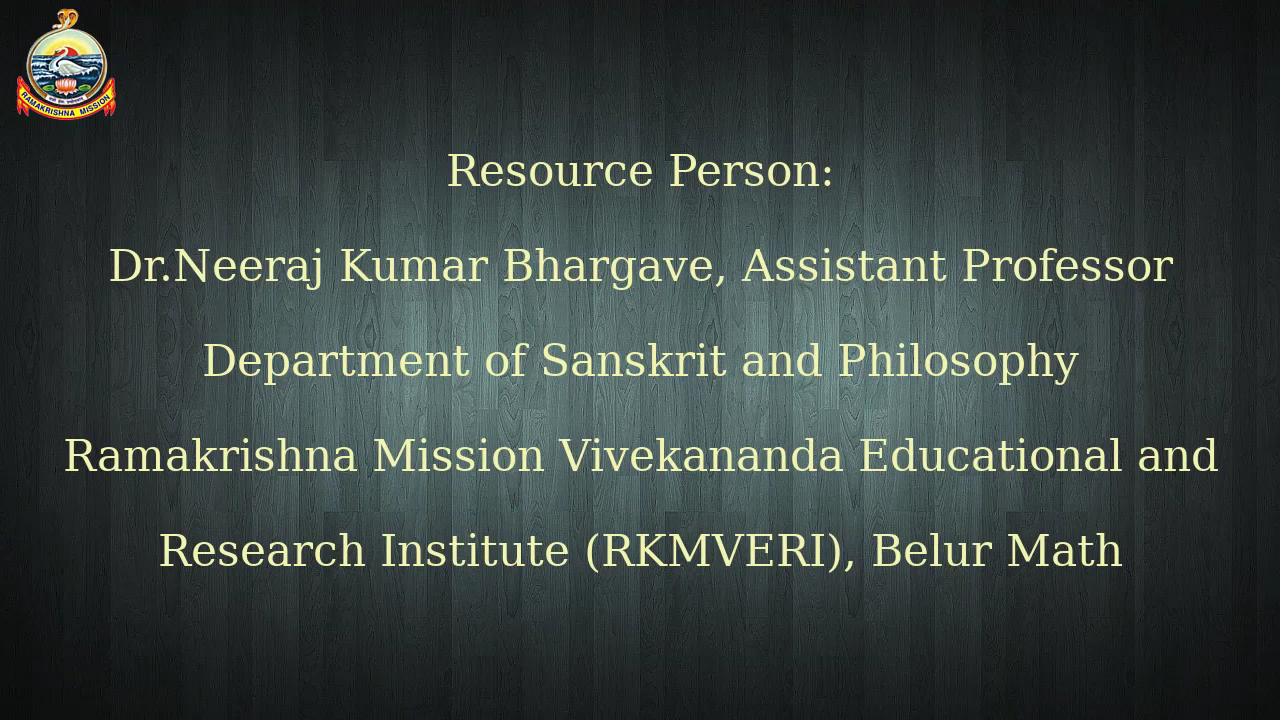 RAMAKRISHNA MISSION
Resource Person:
Dr.Neeraj Kumar Bhargave, Assistant Professor
Department of Sanskrit and Philosophy
Ramakrishna Mission Vivekananda Educational and
Research Institute (RKMVERI), Belur Math